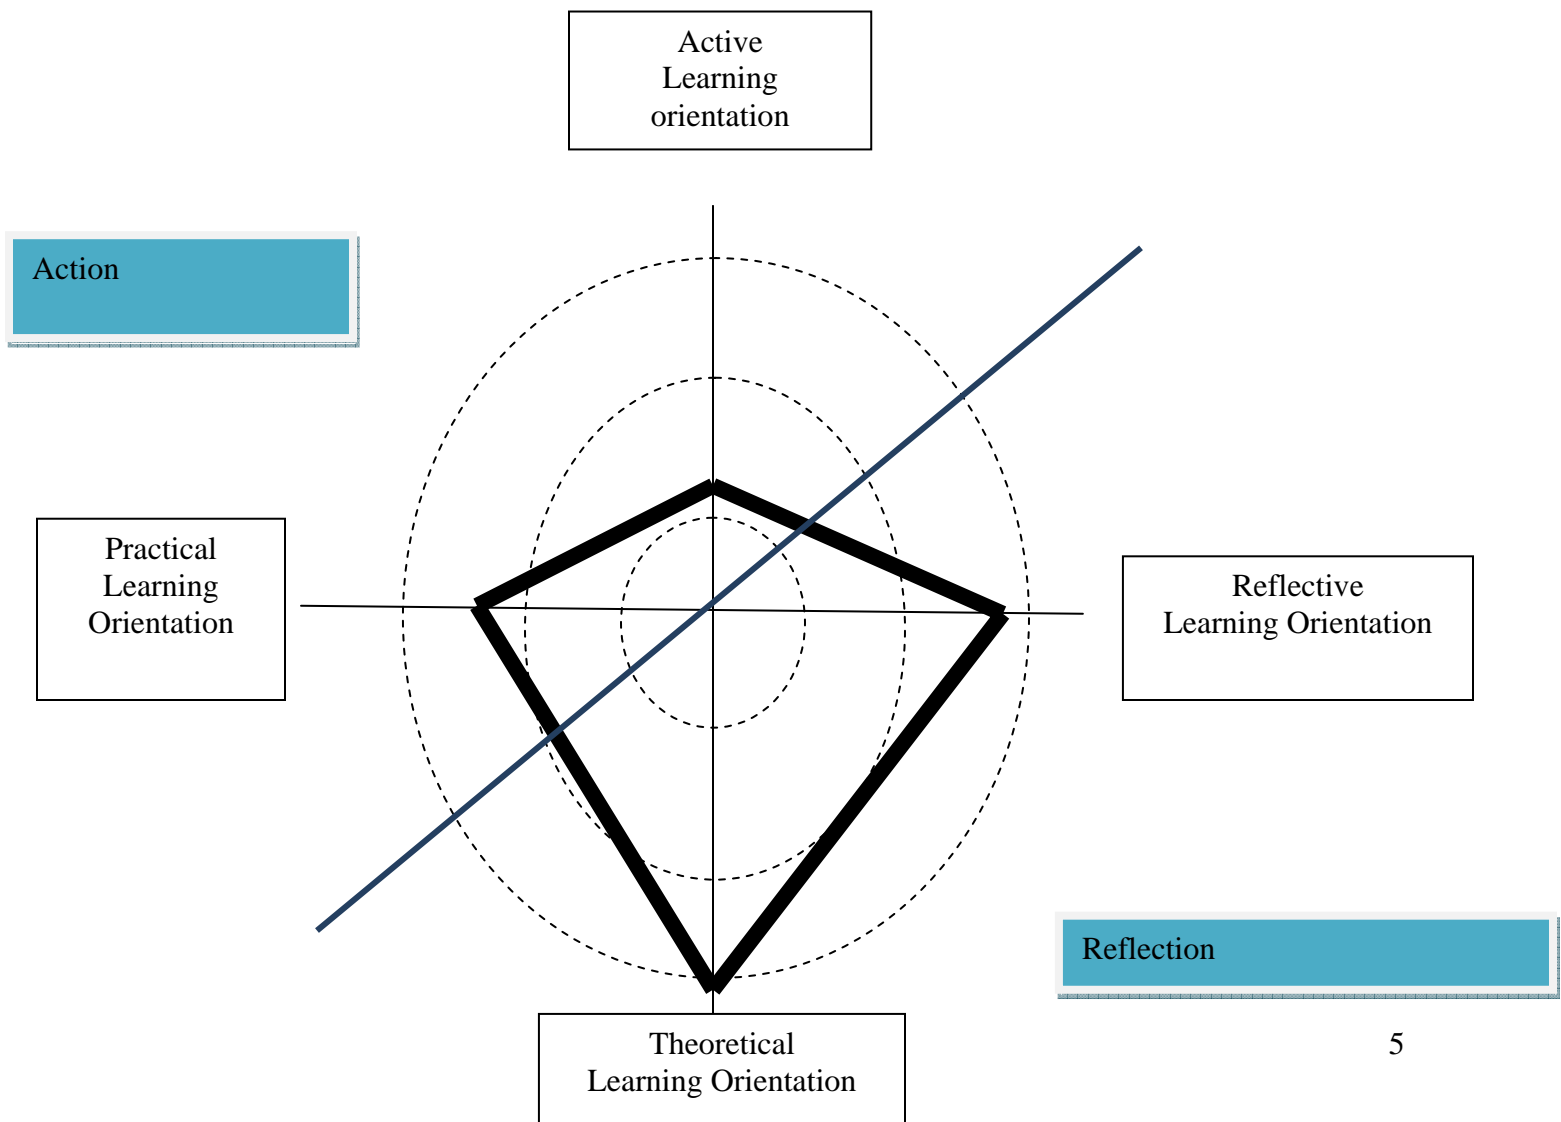 Active
Learning
orientation
Action
Practical
Learning
Orientation
Reflective
Learning Orientation
Reflection
Theoretical
Learning Orientation
5